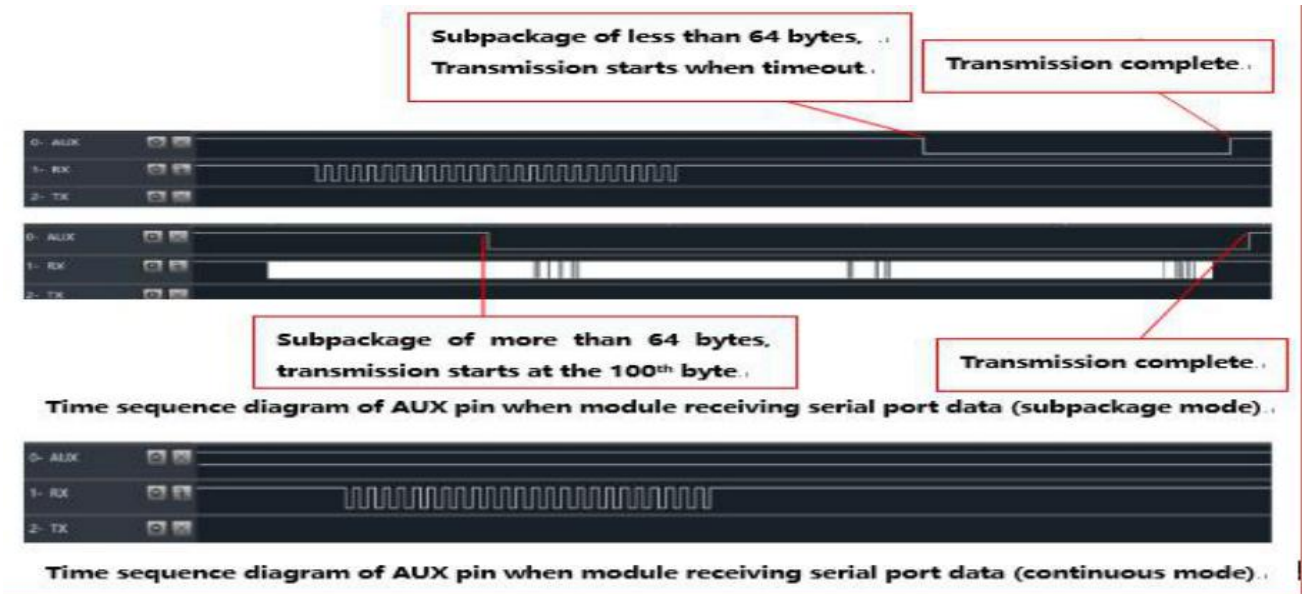 Subpackage of less than 64 bytes,
Transmission starts when timeout.
Transmission complete.
0- AUX
1- RX
2- TX
0- AUX
1- RX
2- TX
Subpackage of more than 64 bytes,
transmission starts at the 100th byte.
Transmission complete.
Time sequence diagram of AUX pin when module receiving serial port data (subpackage mode).
0- AUX
1- RX
2- TX
Time sequence diagram of AUX pin when module receiving serial port data (continuous mode).